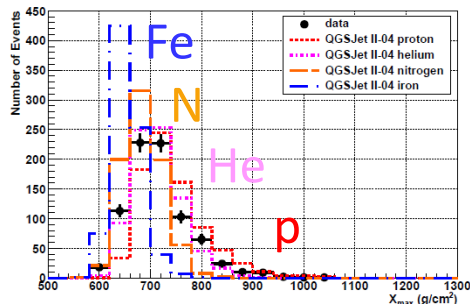 450
400
350
300
250
200
150
100
50
0
Number of Events
data
QGSJet II-04 proton
QGSJet II-04 helium
QGSJet II-04 nitrogen
QGSJet II-04 iron
Fe
N
He
p
500 600 700 800 900 1000 1100 1200 1300
Xmax (g/cm²)